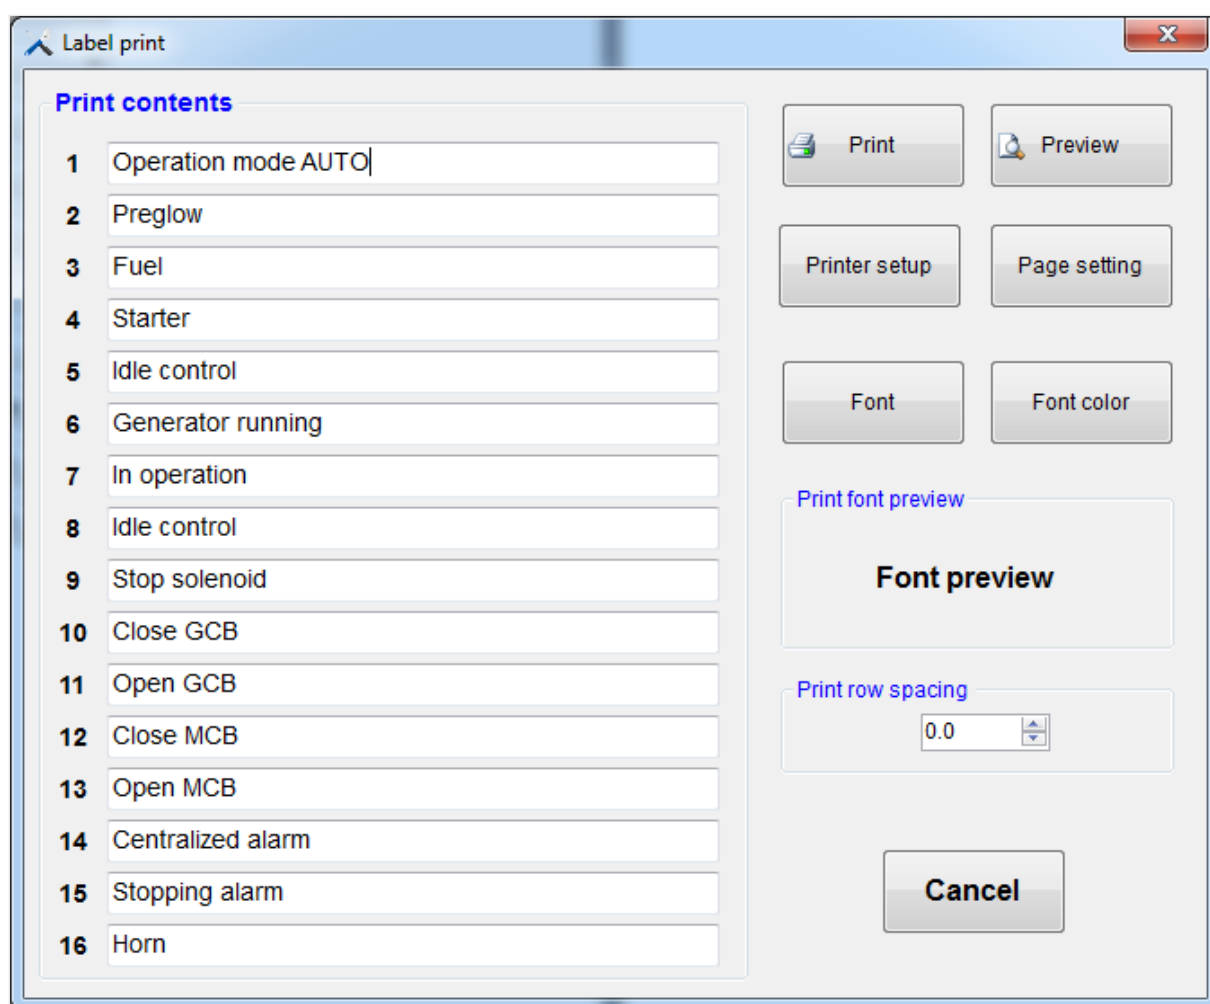 Label print
Print contents
1 Operation mode AUTO
2 Preglow
3 Fuel
4 Starter
5 Idle control
6 Generator running
7 In operation
8 Idle control
9 Stop solenoid
10 Close GCB
11 Open GCB
12 Close MCB
13 Open MCB
14 Centralized alarm
15 Stopping alarm
16 Horn
Print Preview
Printer setup Page setting
Font Font color
Print font preview
Font preview
Print row spacing
0.0
Cancel